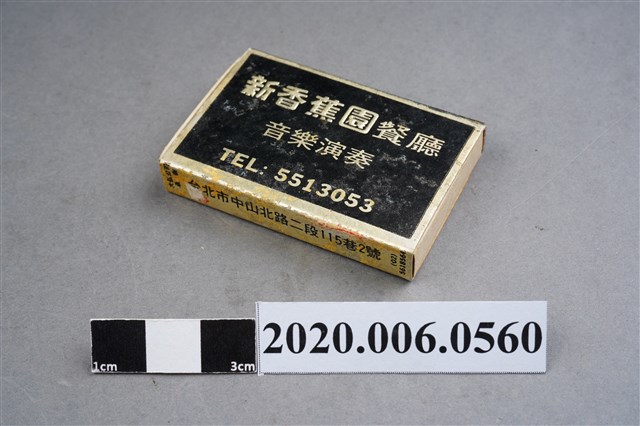 新香蕉園餐廳
音樂演奏
TEL: 5513053
台北市中山北路二段115巷2號
(02)
1cm
3cm
2020.006.0560